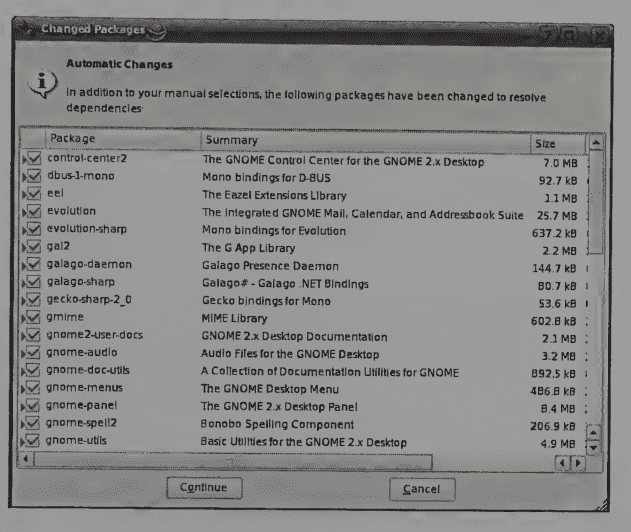 Changed Packages
Automatic Changes
In addition to your manual selections, the following packages have been changed to resolve
dependencies:
Package Summary Size
control-center2 The GNOME Control Center for the GNOME 2.x Desktop 7.0 MB
dbus-1-mono Mono bindings for D-BUS 92.7 kB
eel The Eazel Extensions Library 1.1 MB
evolution The Integrated GNOME Mail, Calendar, and Addressbook Suite 25.7 MB
evolution-sharp Mono bindings for Evolution 637.2 kB
gal2 The G App Library 2.2 MB
galago-daemon Galago Presence Daemon 144.7 kB
galago-sharp Galago# - Galago .NET Bindings 80.7 kB
gecko-sharp-2_0 Gecko bindings for Mono 53.6 kB
gmime MIME Library 602.8 kB
gnome2-user-docs GNOME 2.x Desktop Documentation 2.1 MB
gnome-audio Audio Files for the GNOME Desktop 3.2 MB
gnome-doc-utils A Collection of Documentation Utilities for GNOME 892.5 kB
gnome-menus The GNOME Desktop Menu 486.8 kB
gnome-panel The GNOME 2.x Desktop Panel 8.4 MB
gnome-spell2 Bonobo Spelling Component 206.9 kB
gnome-utils Basic Utilities for the GNOME 2.x Desktop 4.9 MB
Continue Cancel